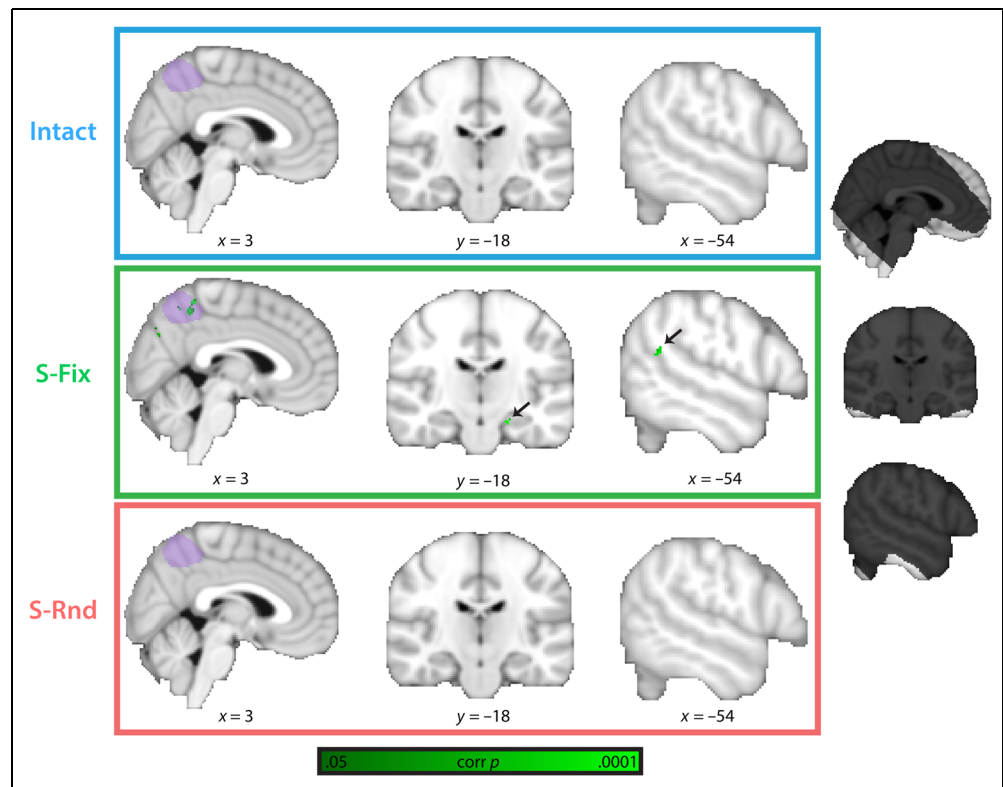 Intact
x = 3
y = –18
x = –54
S-Fix
x = 3
y = –18
x = –54
S-Rnd
x = 3
y = –18
x = –54
.05 corr p .0001